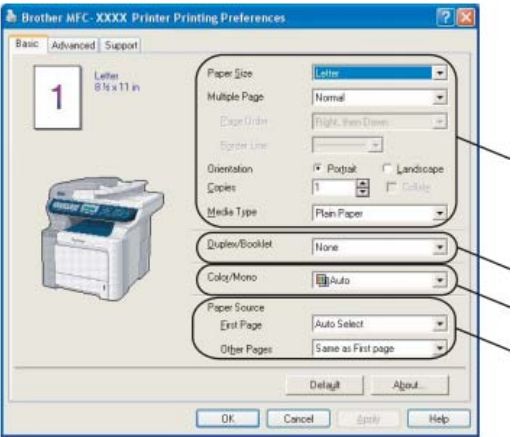 Brother MFC-XXXX Printer Printing Preferences
Basic Advanced Support
1
Letter
8 ½ x 11 in
Paper Size Letter
Multiple Page Normal
Page Order Right, then Down
Border Line
Orientation Portrait Landscape
Copies 1 Collate
Media Type Plain Paper
Duplex/Booklet None
Color/Mono Auto
Paper Source
First Page Auto Select
Other Pages Same as First page
Default About...
OK Cancel Apply Help